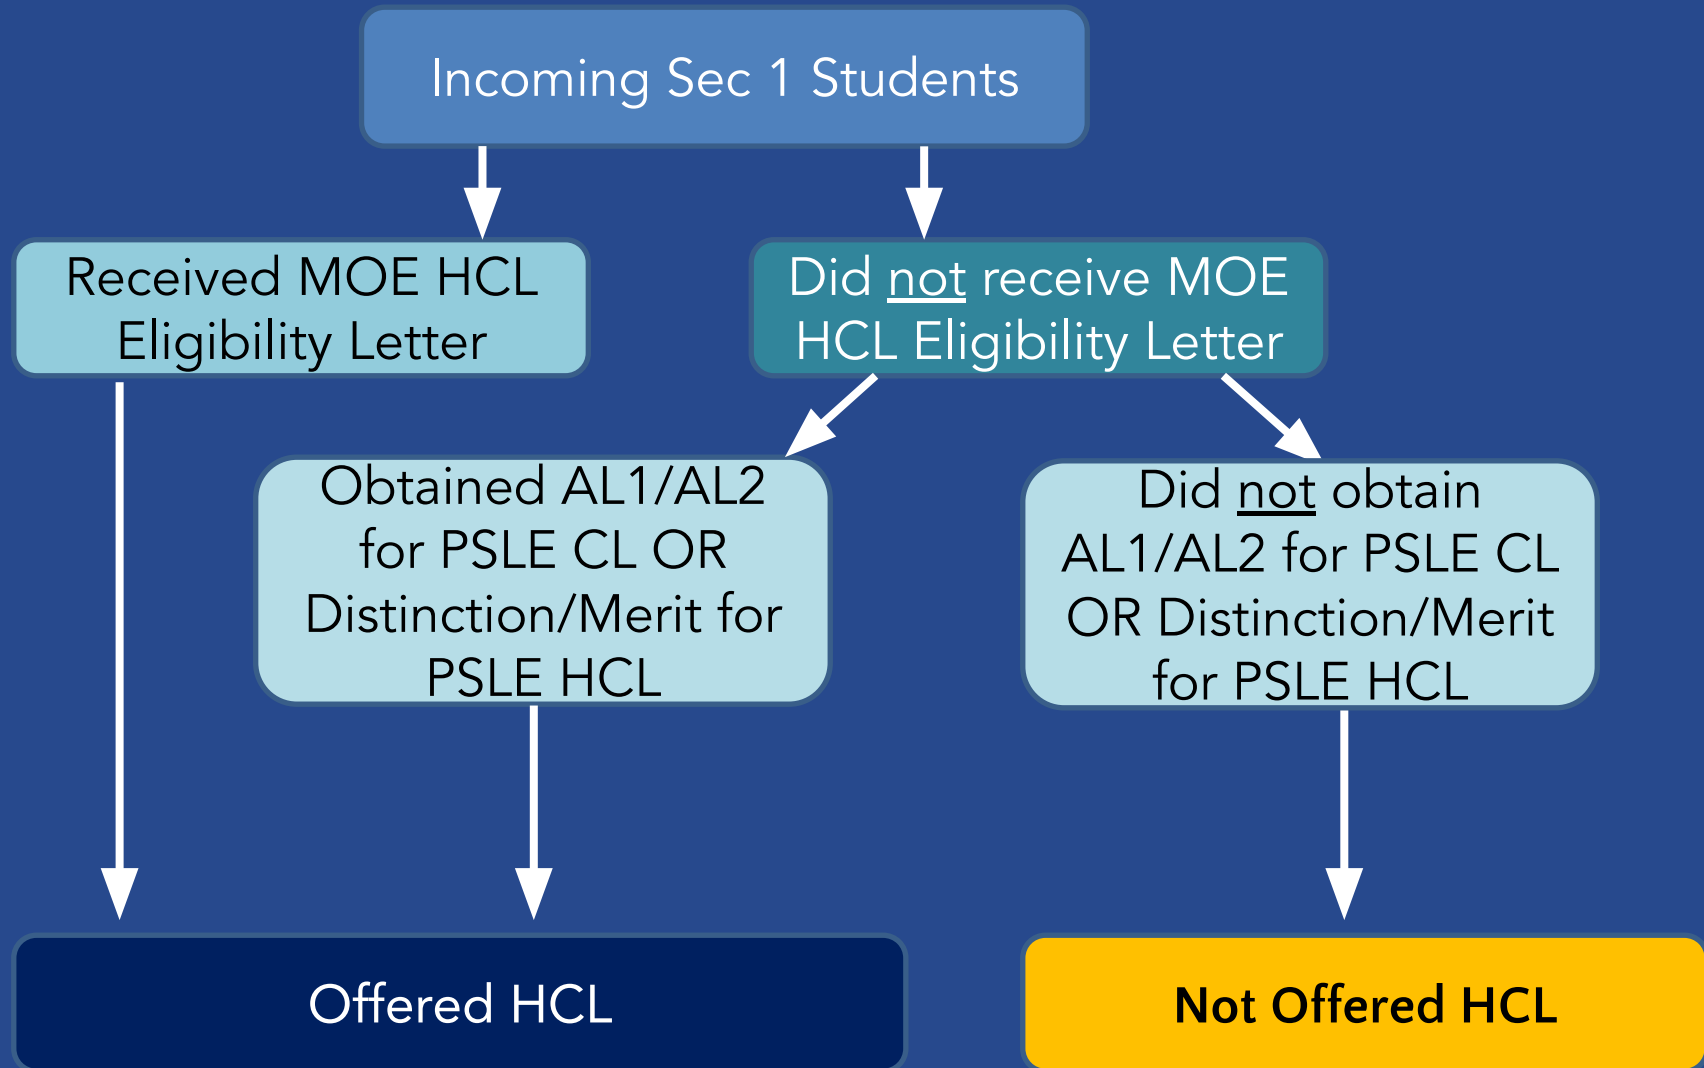 Incoming Sec 1 Students
Received MOE HCL
Eligibility Letter
Did not receive MOE
HCL Eligibility Letter
Obtained AL1/AL2
for PSLE CL OR
Distinction/Merit for
PSLE HCL
Did not obtain
AL1/AL2 for PSLE CL
OR Distinction/Merit
for PSLE HCL
Offered HCL
Not Offered HCL